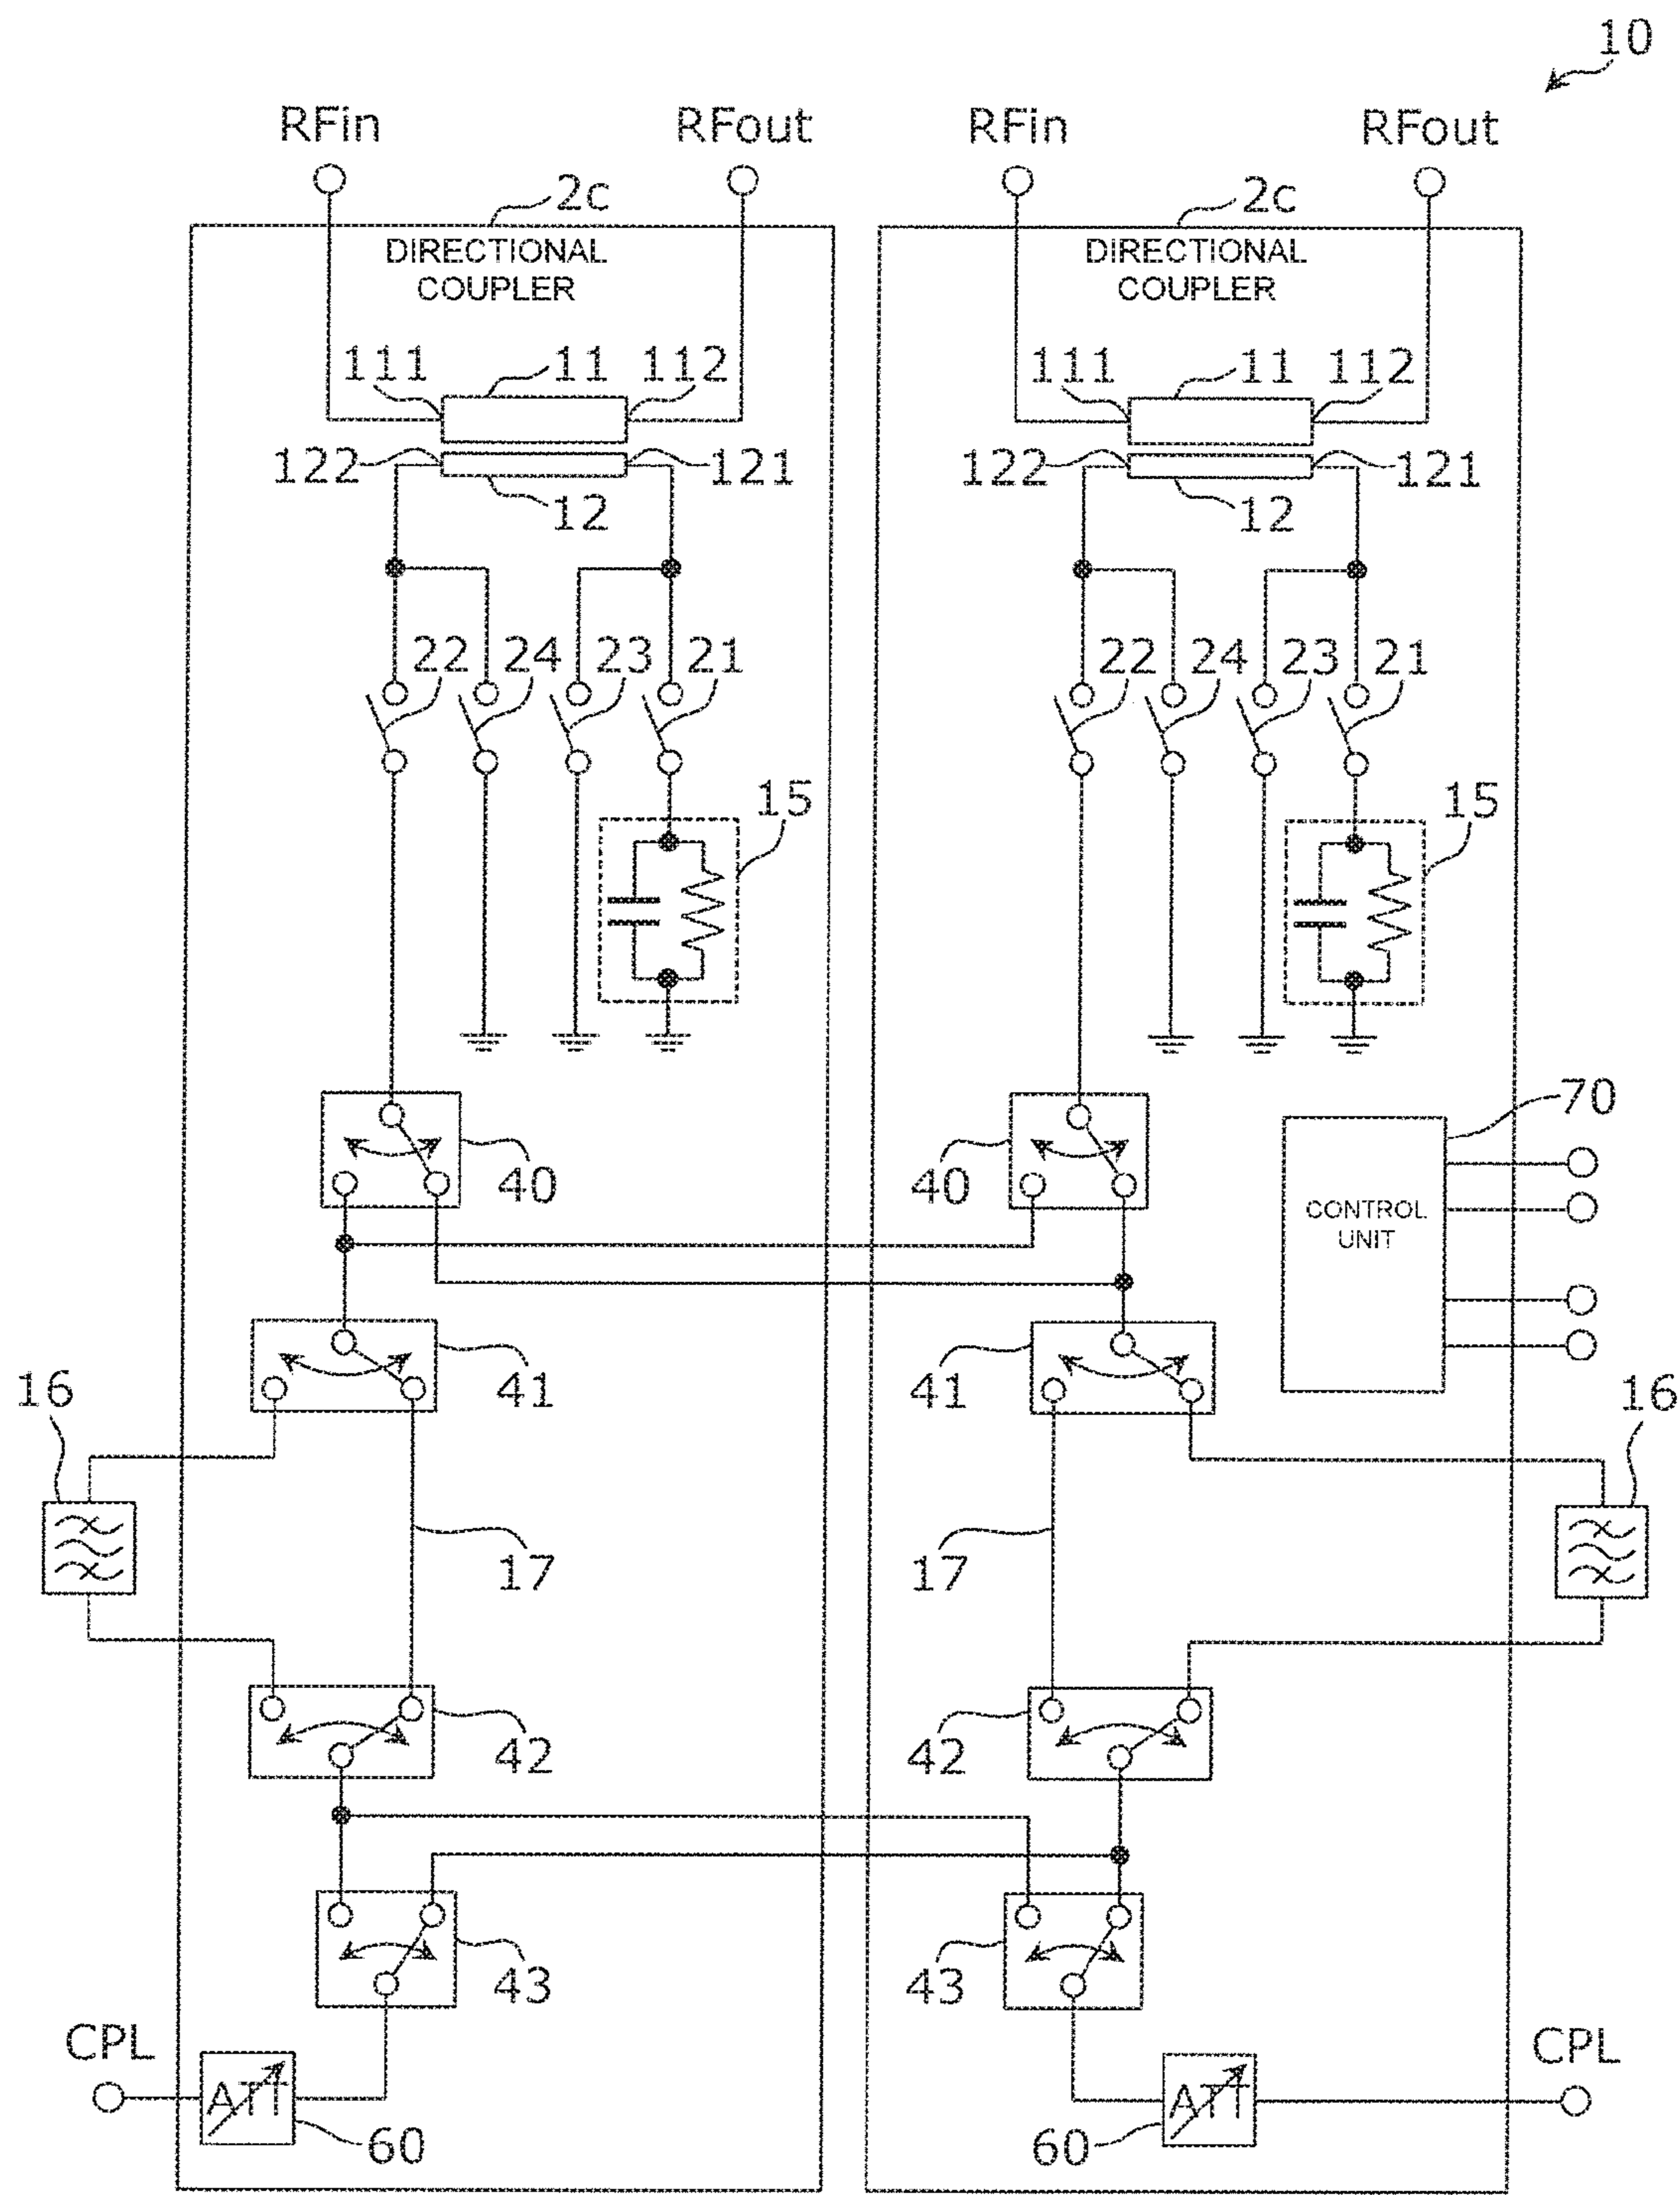 10
RFin RFout RFin RFout
2c 2c
DIRECTIONAL COUPLER DIRECTIONAL COUPLER
111 11 112 111 11 112
122 121 122 121
12 12
22 24 23 21 22 24 23 21
15 15
70
40 40
CONTROL UNIT
41 41
16 16
17 17
42 42
43 43
CPL CPL
ATT ATT
60 60